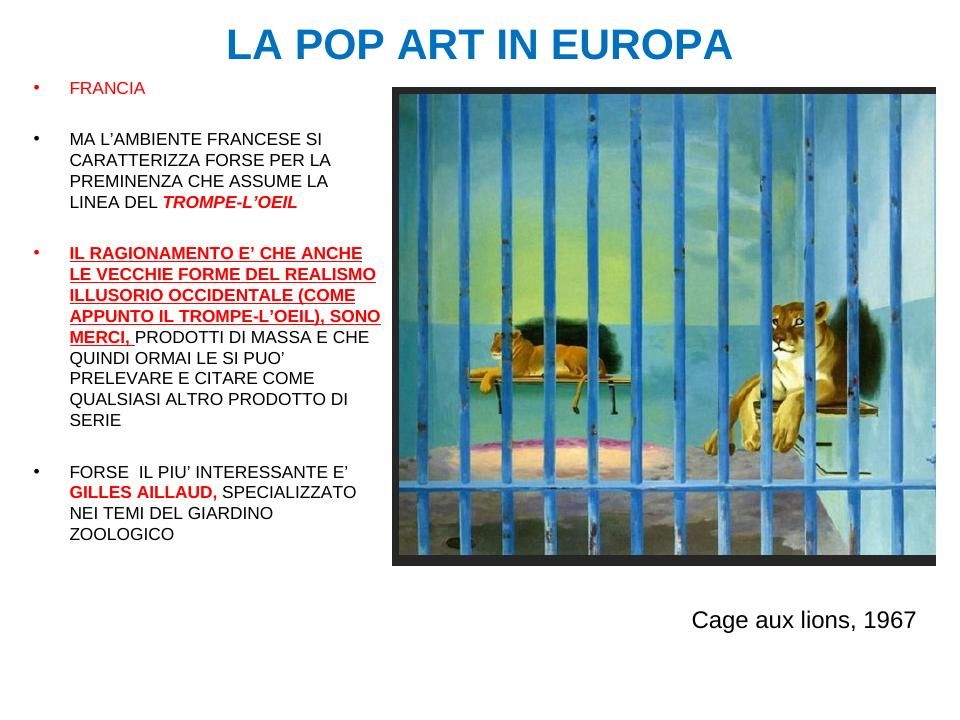 LA POP ART IN EUROPA
• FRANCIA
• MA L’AMBIENTE FRANCESE SI
CARATTERIZZA FORSE PER LA
PREMINENZA CHE ASSUME LA
LINEA DEL TROMPE-L’OEIL
• IL RAGIONAMENTO E’ CHE ANCHE
LE VECCHIE FORME DEL REALISMO
ILLUSORIO OCCIDENTALE (COME
APPUNTO IL TROMPE-L’OEIL), SONO
MERCI, PRODOTTI DI MASSA E CHE
QUINDI ORMAI LE SI PUO’
PRELEVARE E CITARE COME
QUALSIASI ALTRO PRODOTTO DI
SERIE
• FORSE  IL PIU’ INTERESSANTE E’
GILLES AILLAUD, SPECIALIZZATO
NEI TEMI DEL GIARDINO
ZOOLOGICO
Cage aux lions, 1967